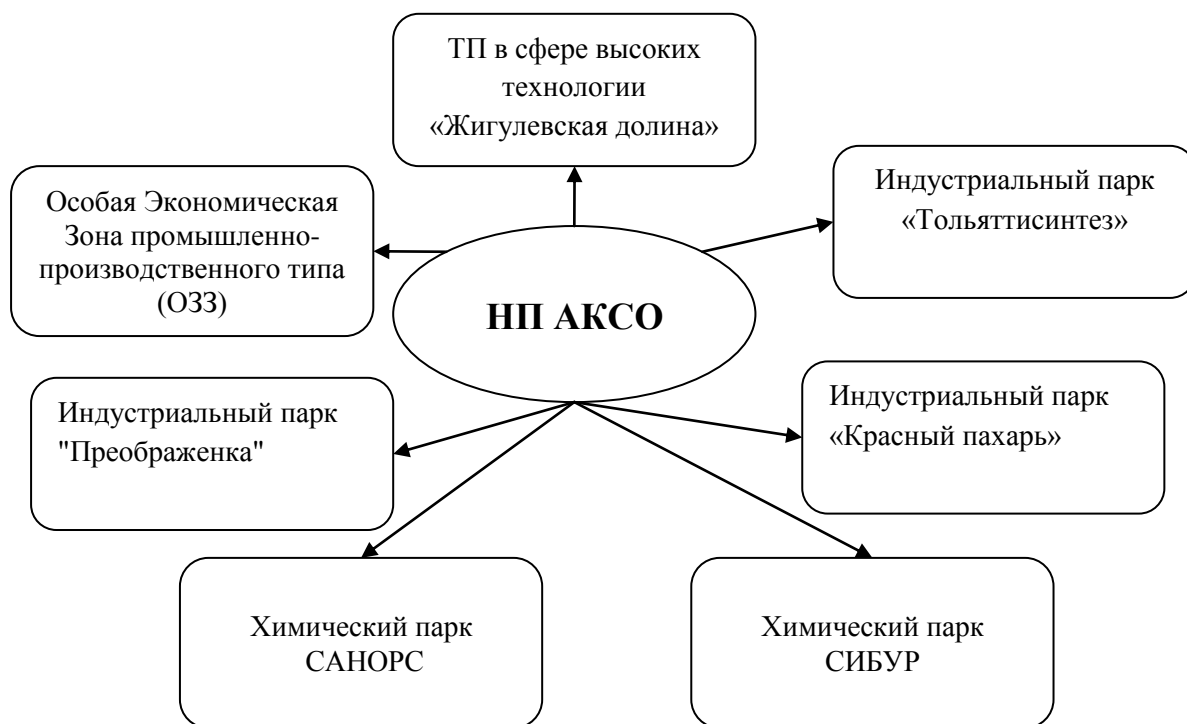 ТП в сфере высоких
технологии
«Жигулевская долина»
Особая Экономическая
Зона промышленно-
производственного типа
(ОЗЗ)
Индустриальный парк
«Тольяттисинтез»
НП АКСО
Индустриальный парк
"Преображенка"
Индустриальный парк
«Красный пахарь»
Химический парк
САНОРС
Химический парк
СИБУР